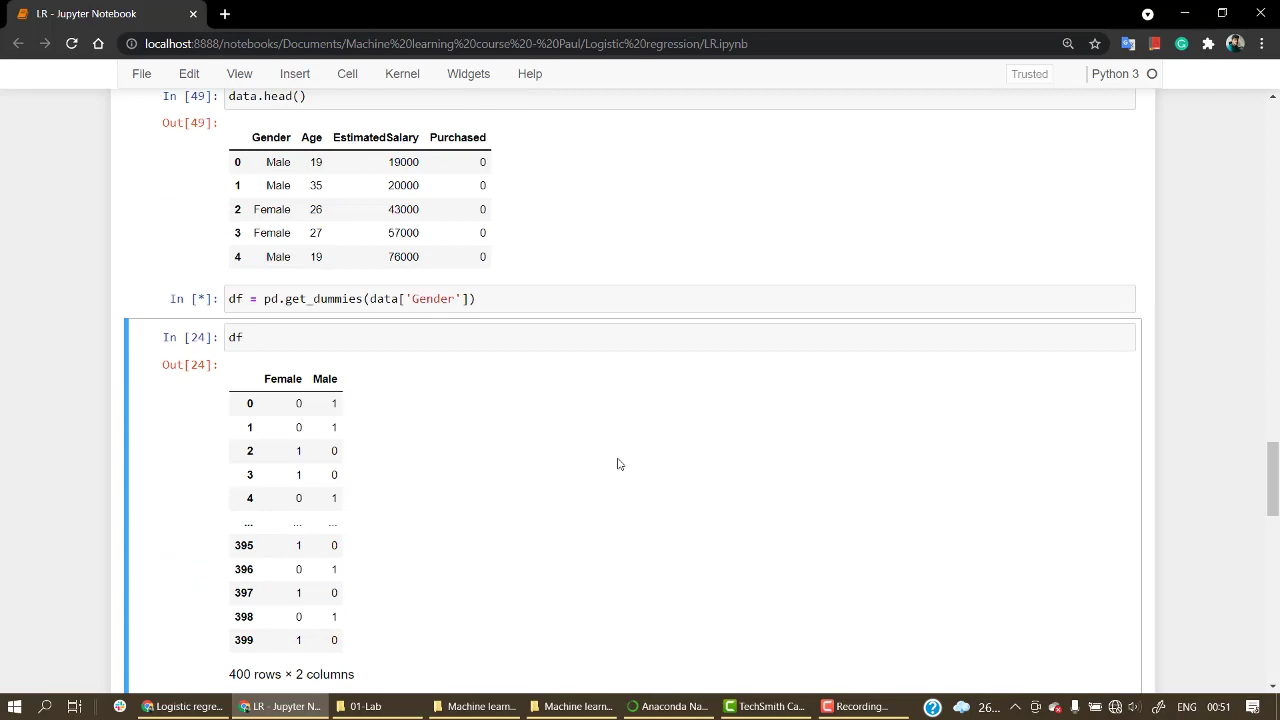 LR - Jupyter Notebook
localhost:8888/notebooks/Documents/Machine%20learning%20course%20-%20Paul/Logistic%20regression/LR.ipynb
File Edit View Insert Cell Kernel Widgets Help Trusted Python 3
In [49]: data.head()
Out[49]:
Gender Age EstimatedSalary Purchased
0 Male 19 19000 0
1 Male 35 20000 0
2 Female 26 43000 0
3 Female 27 57000 0
4 Male 19 76000 0
In [*]: df = pd.get_dummies(data['Gender'])
In [24]: df
Out[24]:
Female Male
0 0 1
1 0 1
2 1 0
3 1 0
4 0 1
... ... ...
395 1 0
396 0 1
397 1 0
398 0 1
399 1 0
400 rows × 2 columns
Logistic regre... LR - Jupyter N... 01-Lab Machine learn... Machine learn... Anaconda Na... TechSmith Ca... Recording... 26... ENG 00:51